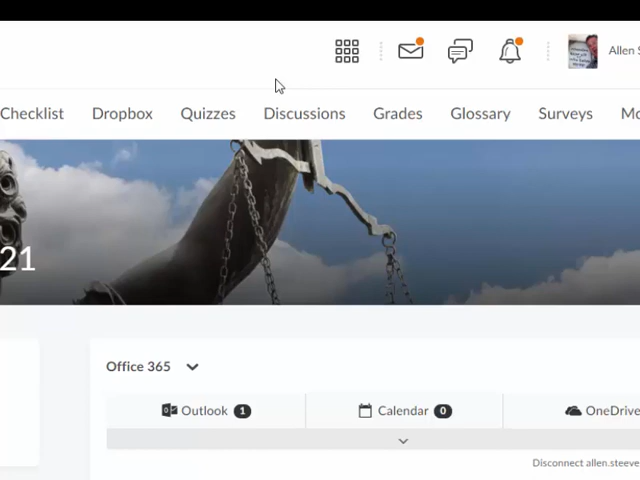 Allen S
Checklist Dropbox Quizzes Discussions Grades Glossary Surveys Mo
21
Office 365
Outlook 1 Calendar 0 OneDrive
Disconnect allen.steeve